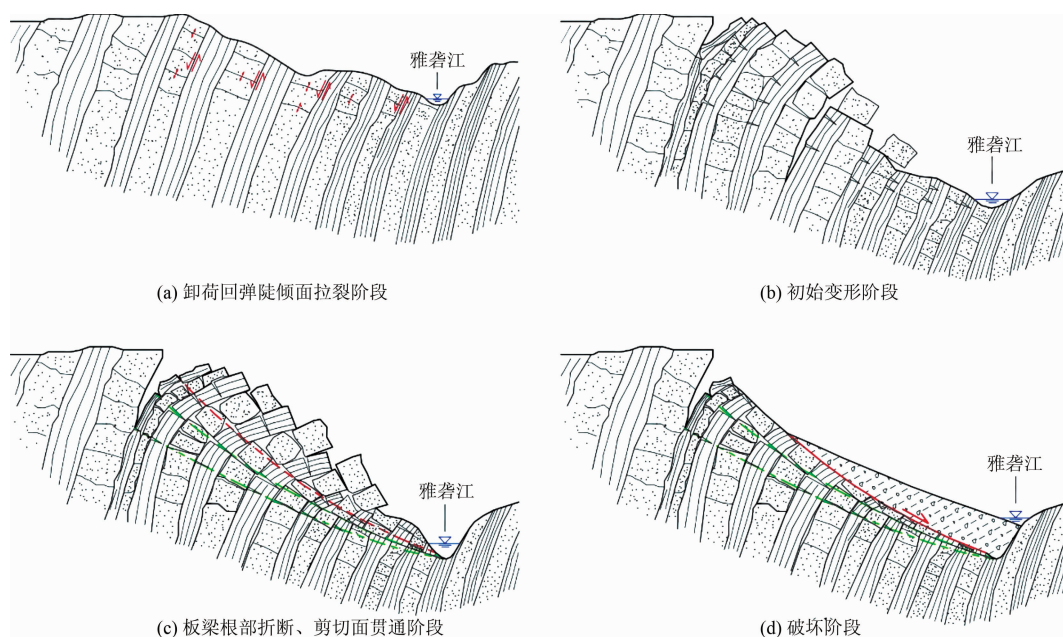 雅砻江
(a) 卸荷回弹陡倾面拉裂阶段
雅砻江
(b) 初始变形阶段
雅砻江
(c) 板梁根部折断、剪切面贯通阶段
雅砻江
(d) 破坏阶段